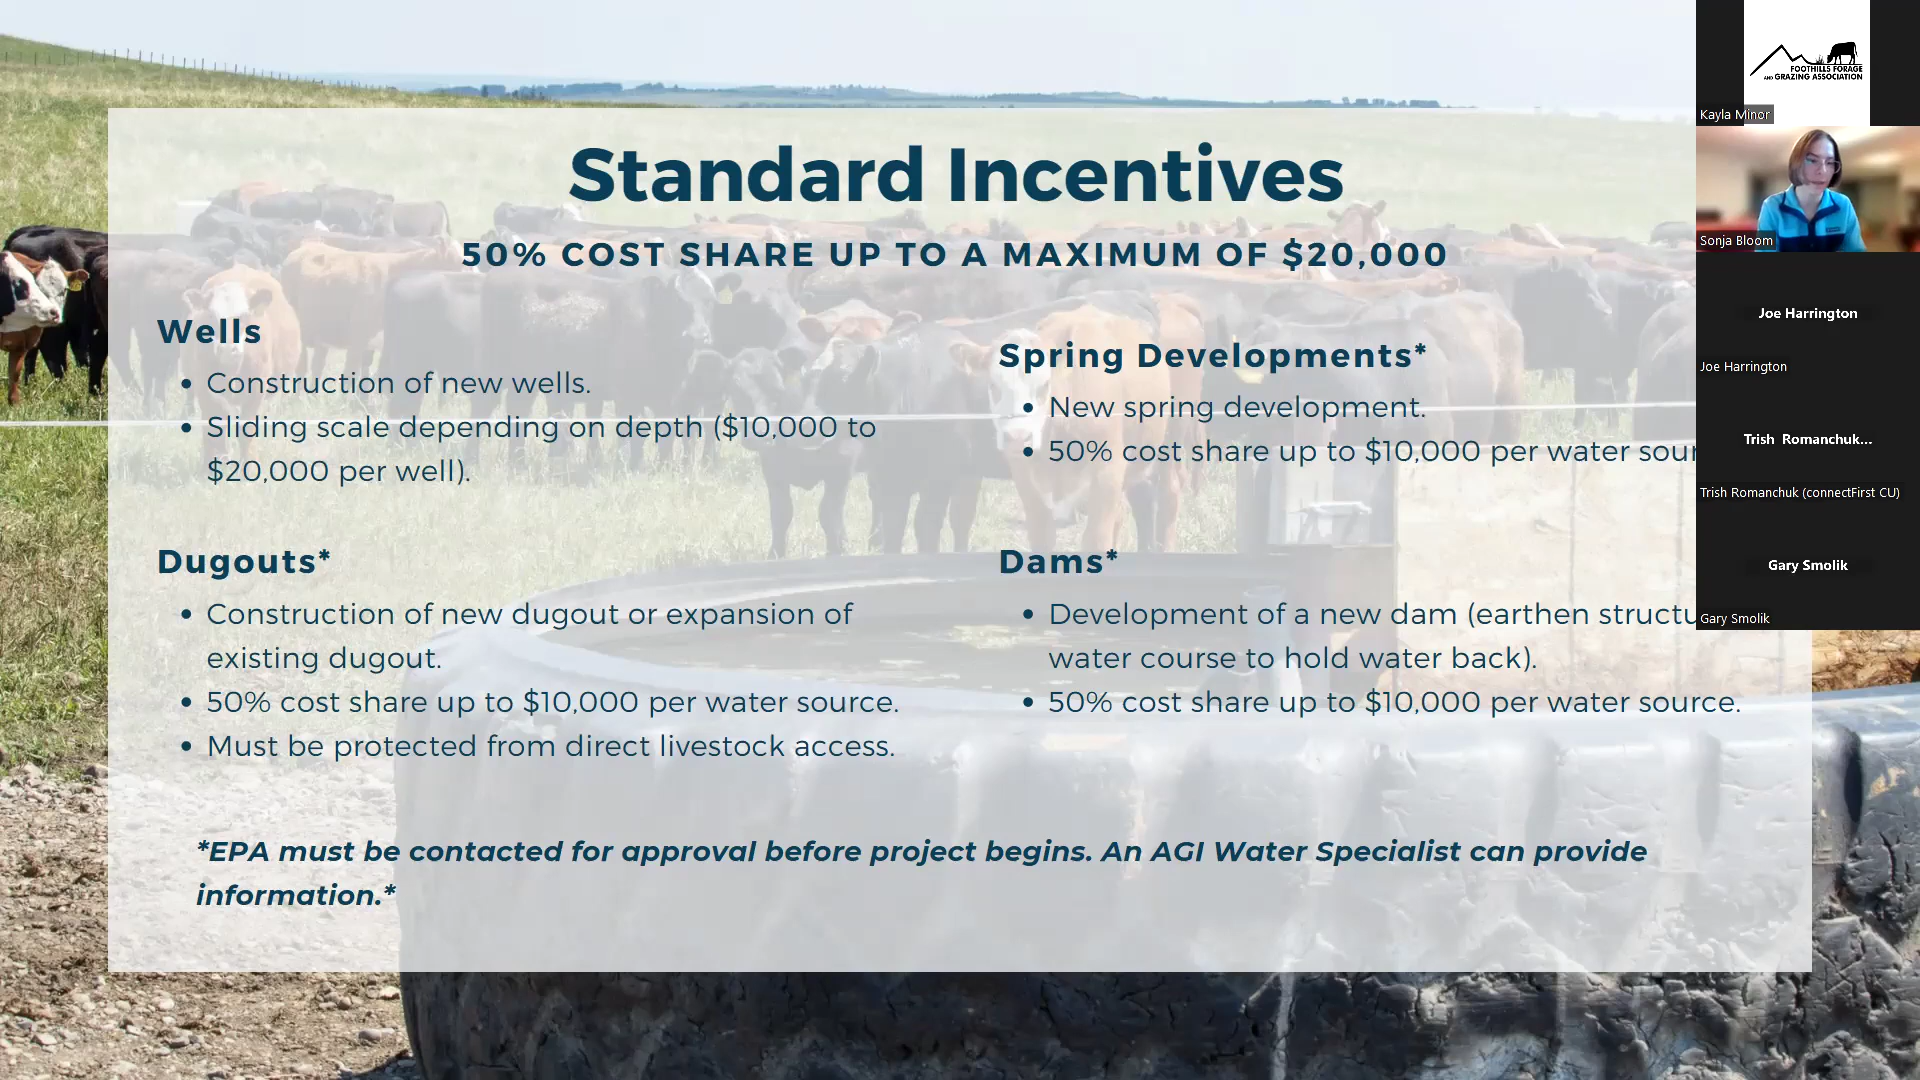 Standard Incentives
50% COST SHARE UP TO A MAXIMUM OF $20,000
Wells
• Construction of new wells.
• Sliding scale depending on depth ($10,000 to
$20,000 per well).
Spring Developments*
• New spring development.
• 50% cost share up to $10,000 per water
Dugouts*
• Construction of new dugout or expansion of
existing dugout.
• 50% cost share up to $10,000 per water source.
• Must be protected from direct livestock access.
Dams*
• Development of a new dam (earthen
water course to hold water back).
• 50% cost share up to $10,000 per water source.
*EPA must be contacted for approval before project begins. An AGI Water Specialist can provide
information.*
FOOTHILLS FORAGE
AND GRAZING ASSOCIATION
Kayla Minor
Sonja Bloom
Joe Harrington
Joe Harrington
Trish Romanchuk...
Trish Romanchuk (connectFirst CU)
Gary Smolik
Gary Smolik